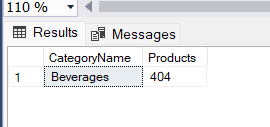 110 %
Results Messages
CategoryName Products
1 Beverages 404